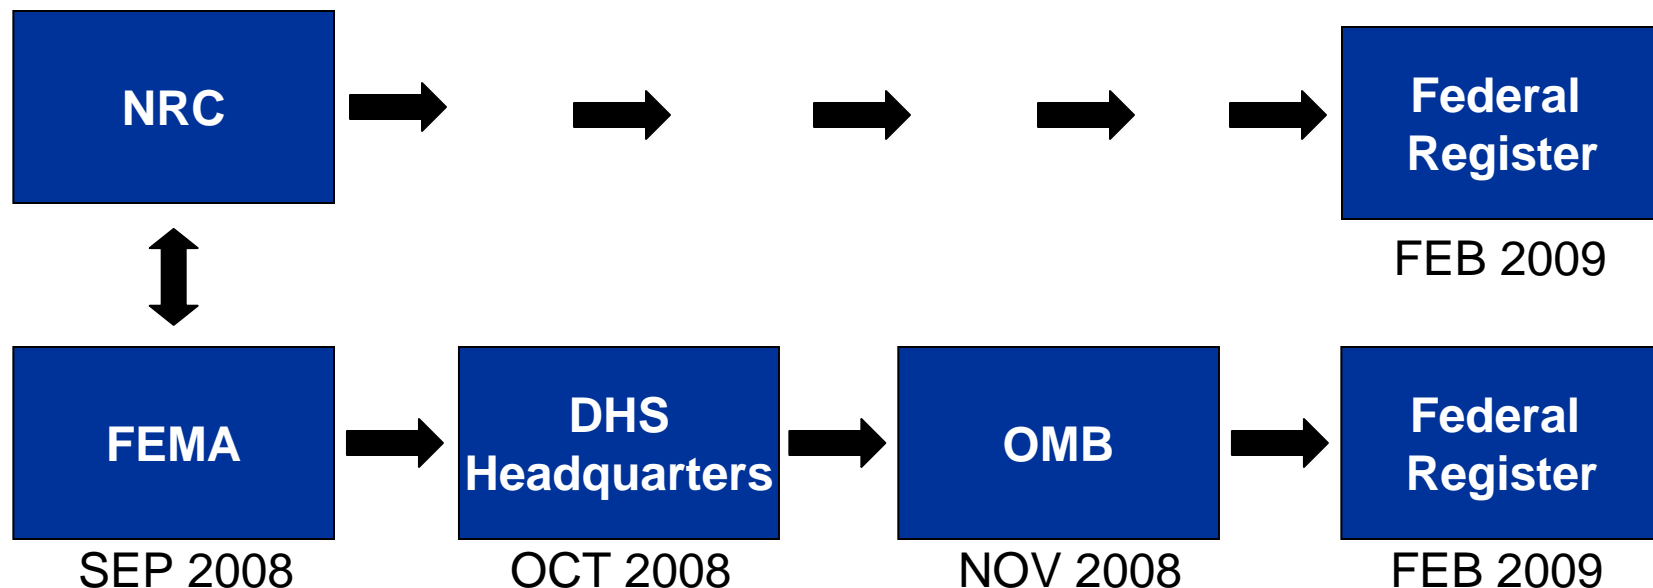 NRC
Federal
Register
FEB 2009
FEMA
DHS
Headquarters
OMB
Federal
Register
SEP 2008
OCT 2008
NOV 2008
FEB 2009